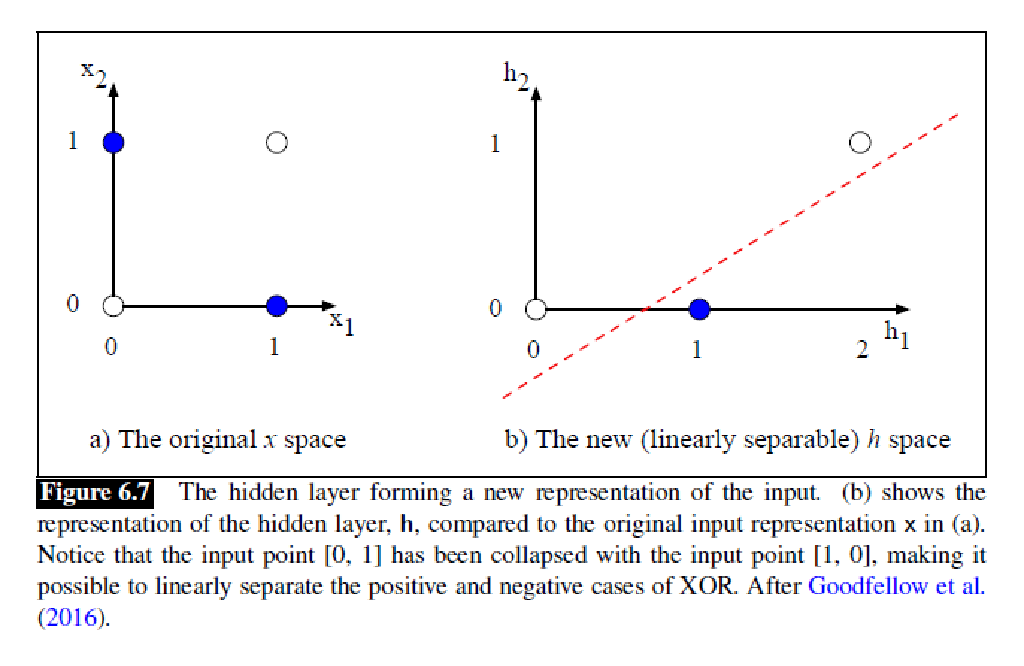 x2
1
0
x1
0 1
a) The original x space
h2
1
0
h1
0 1 2
b) The new (linearly separable) h space
Figure 6.7 The hidden layer forming a new representation of the input. (b) shows the
representation of the hidden layer, h, compared to the original input representation x in (a).
Notice that the input point [0, 1] has been collapsed with the input point [1, 0], making it
possible to linearly separate the positive and negative cases of XOR. After Goodfellow et al.
(2016).